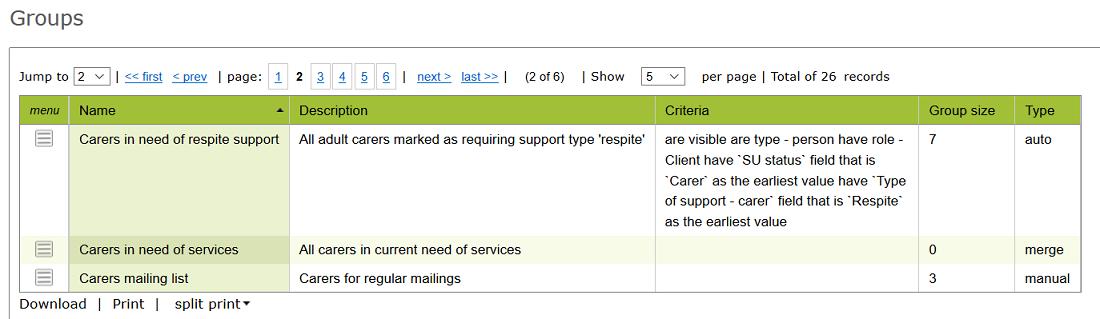 Groups
Jump to 2 | << first < prev | page: 1 2 3 4 5 6 | next > last >> | (2 of 6) | Show 5 per page | Total of 26 records
menu Name Description Criteria Group size Type
Carers in need of respite support All adult carers marked as requiring support type 'respite' are visible are type - person have role - 7 auto
Client have `SU status` field that is
`Carer` as the earliest value have `Type
of support - carer` field that is `Respite`
as the earliest value
Carers in need of services All carers in current need of services 0 merge
Carers mailing list Carers for regular mailings 3 manual
Download | Print | split print